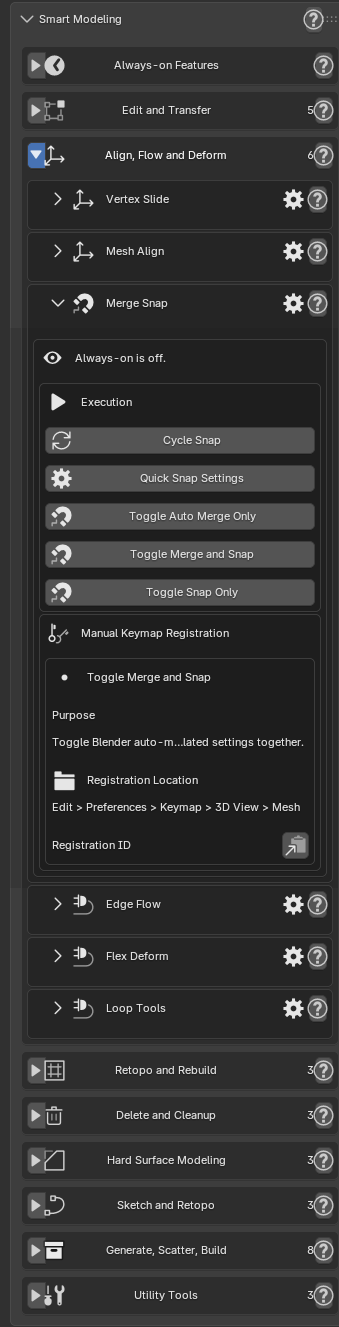 Smart Modeling
Always-on Features
Edit and Transfer 5
Align, Flow and Deform 6
Vertex Slide
Mesh Align
Merge Snap
Always-on is off.
Execution
Cycle Snap
Quick Snap Settings
Toggle Auto Merge Only
Toggle Merge and Snap
Toggle Snap Only
Manual Keymap Registration
Toggle Merge and Snap
Purpose
Toggle Blender auto-m...lated settings together.
Registration Location
Edit > Preferences > Keymap > 3D View > Mesh
Registration ID
Edge Flow
Flex Deform
Loop Tools
Retopo and Rebuild 3
Delete and Cleanup 3
Hard Surface Modeling 3
Sketch and Retopo 3
Generate, Scatter, Build 8
Utility Tools 3